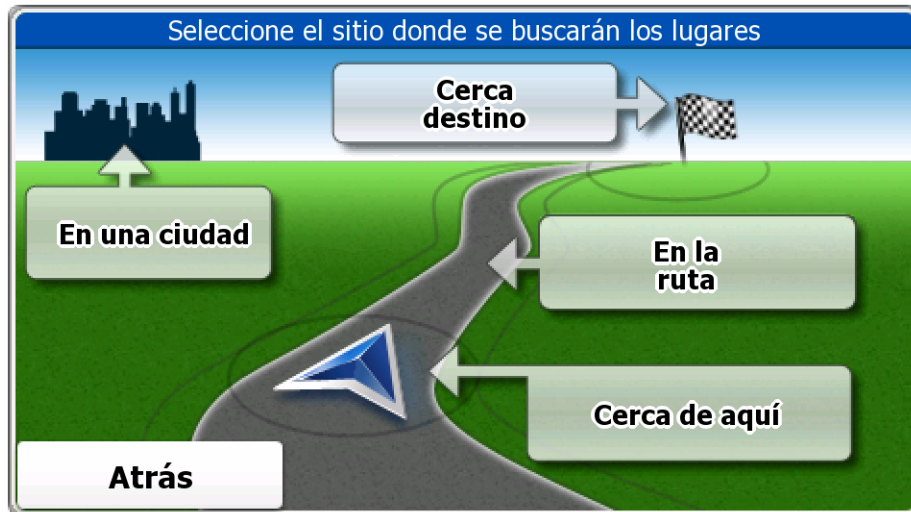 Seleccione el sitio donde se buscarán los lugares
Cerca
destino
En una ciudad
En la
ruta
Cerca de aquí
Atrás